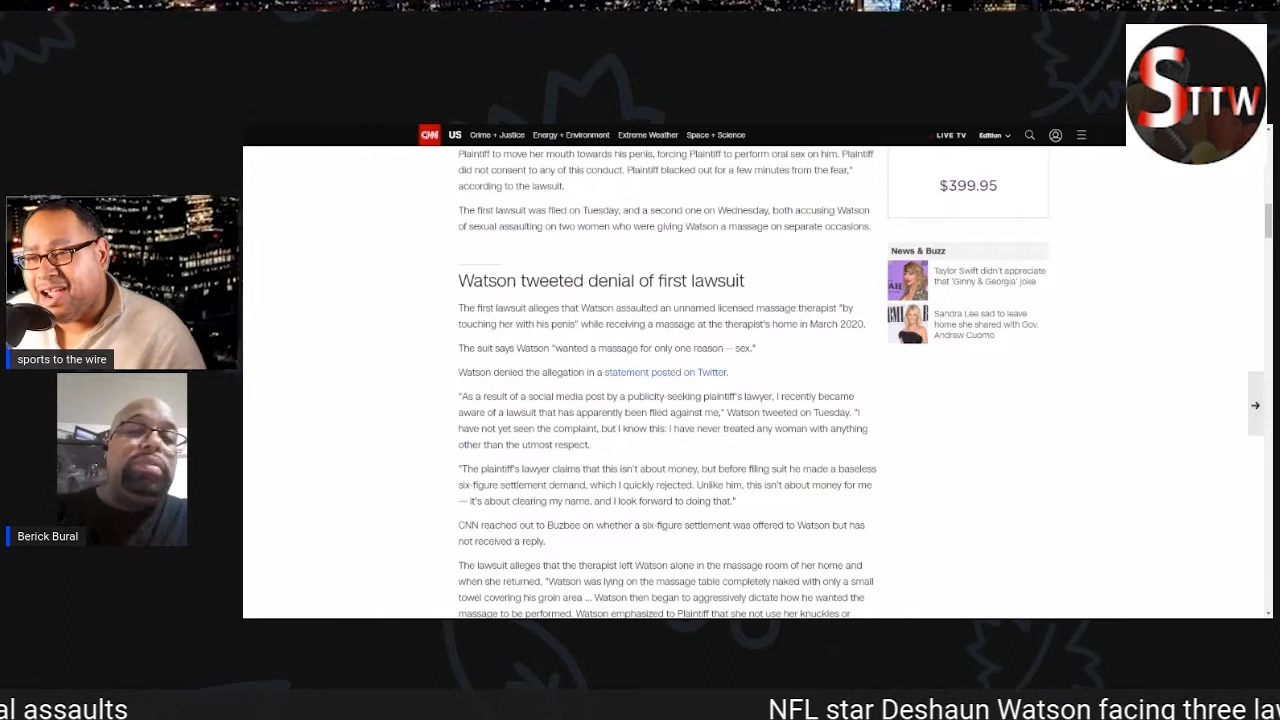 STTW
CNN US Crime + Justice Energy + Environment Extreme Weather Space + Science LIVE TV Edition
Plaintiff to move her mouth towards his penis, forcing Plaintiff to perform oral sex on him. Plaintiff
did not consent to any of this conduct. Plaintiff blacked out for a few minutes from the fear,"
according to the lawsuit.
The first lawsuit was filed on Tuesday, and a second one on Wednesday, both accusing Watson
of sexual assaulting on two women who were giving Watson a massage on separate occasions.
Watson tweeted denial of first lawsuit
The first lawsuit alleges that Watson assaulted an unnamed licensed massage therapist "by
touching her with his penis" while receiving a massage at the therapist's home in March 2020.
The suit says Watson "wanted a massage for only one reason -- sex."
Watson denied the allegation in a statement posted on Twitter.
"As a result of a social media post by a publicity-seeking plaintiff's lawyer, I recently became
aware of a lawsuit that has apparently been filed against me," Watson tweeted on Tuesday. "I
have not yet seen the complaint, but I know this: I have never treated any woman with anything
other than the utmost respect.
"The plaintiff's lawyer claims that this isn't about money, but before filing suit he made a baseless
six-figure settlement demand, which I quickly rejected. Unlike him, this isn't about money for me
— it's about clearing my name, and I look forward to doing that."
CNN reached out to Buzbee on whether a six-figure settlement was offered to Watson but has
not received a reply.
The lawsuit alleges that the therapist left Watson alone in the massage room of her home and
when she returned, "Watson was lying on the massage table completely naked with only a small
towel covering his groin area ... Watson then began to aggressively dictate how he wanted the
massage to be performed. Watson emphasized to Plaintiff that she not use her knuckles or
$399.95
News & Buzz
Taylor Swift didn't appreciate
that 'Ginny & Georgia' joke
Sandra Lee sad to leave
home she shared with Gov.
Andrew Cuomo
sports to the wire
Berick Bural
al assaults
NFL star Deshaun Watson facing three la